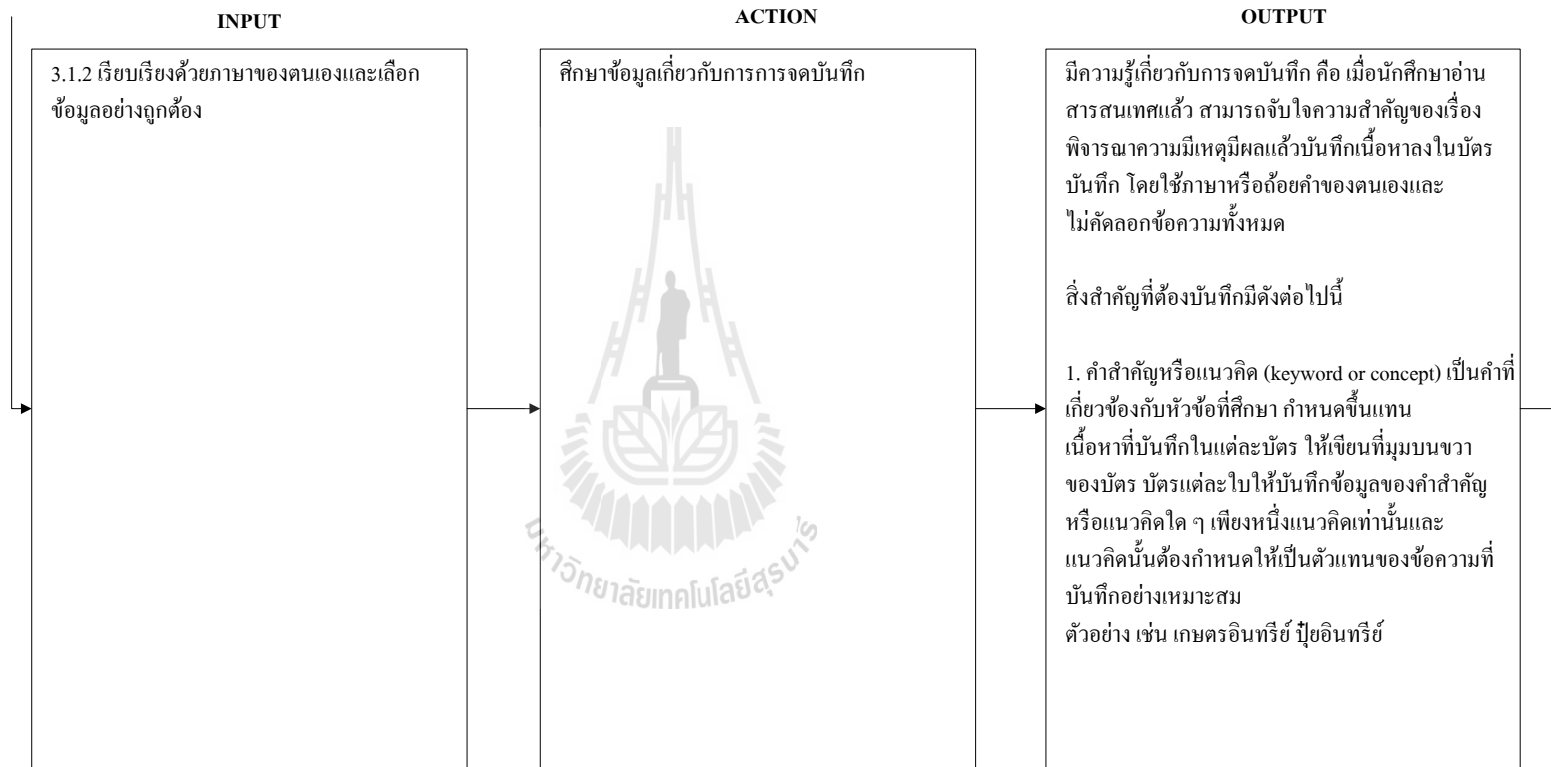 INPUT
ACTION
OUTPUT
3.1.2 เรียบเรียงด้วยภาษาของตนเองและเลือก
ข้อมูลอย่างถูกต้อง
ศึกษาข้อมูลเกี่ยวกับการการจดบันทึก
มีความรู้เกี่ยวกับการจดบันทึก คือ เมื่อนักศึกษาอ่าน
สารสนเทศแล้ว สามารถจับใจความสำคัญของเรื่อง
พิจารณาความมีเหตุมีผลแล้วบันทึกเนื้อหาลงในบัตร
บันทึก โดยใช้ภาษาหรือถ้อยคำของตนเองและ
ไม่คัดลอกข้อความทั้งหมด
สิ่งสำคัญที่ต้องบันทึกมีดังต่อไปนี้
1. คำสำคัญหรือแนวคิด (keyword or concept) เป็นคำที่
เกี่ยวข้องกับหัวข้อที่ศึกษา กำหนดขึ้นแทน
เนื้อหาที่บันทึกในแต่ละบัตร ให้เขียนที่มุมบนขวา
ของบัตร บัตรแต่ละใบให้บันทึกข้อมูลของคำสำคัญ
หรือแนวคิดใด ๆ เพียงหนึ่งแนวคิดเท่านั้นและ
แนวคิดนั้นต้องกำหนดให้เป็นตัวแทนของข้อความที่
บันทึกอย่างเหมาะสม
ตัวอย่าง เช่น เกษตรอินทรีย์ ปุ๋ยอินทรีย์
มหาวิทยาลัยเทคโนโลยีสุรนารี